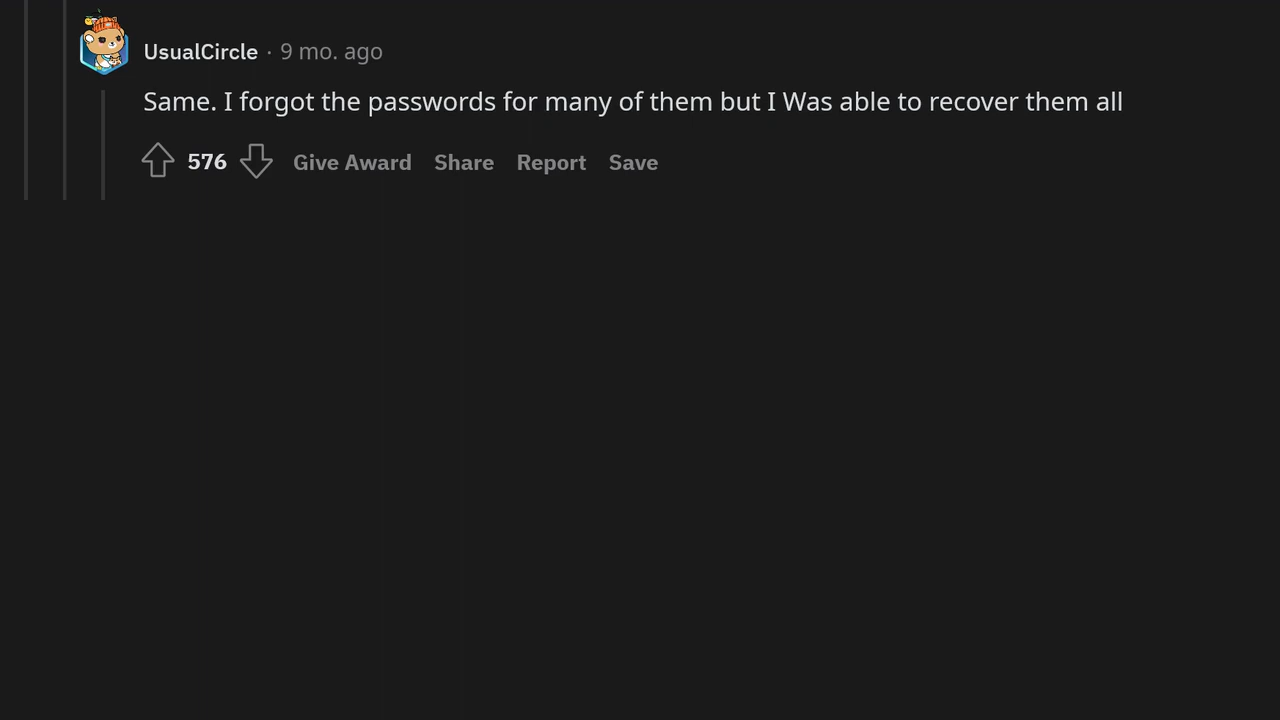 UsualCircle · 9 mo. ago
Same. I forgot the passwords for many of them but I Was able to recover them all
576 Give Award Share Report Save